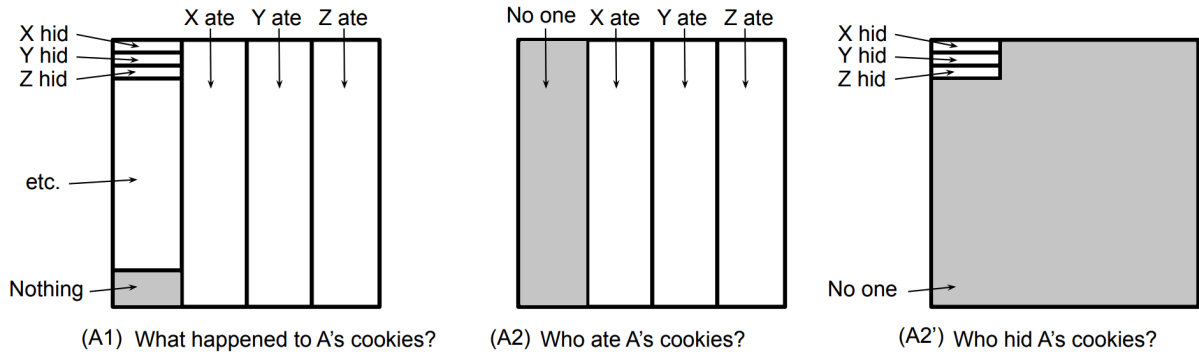 X hid
Y hid
Z hid
etc.
Nothing
X ate Y ate Z ate
(A1) What happened to A's cookies?
No one X ate Y ate Z ate
(A2) Who ate A's cookies?
X hid
Y hid
Z hid
No one
(A2') Who hid A's cookies?